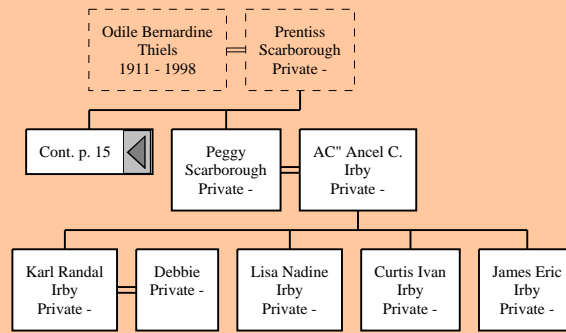 Odile Bernardine
Thiels
1911 - 1998
Prentiss
Scarborough
Private -
Cont. p. 15
Peggy
Scarborough
Private -
AC" Ancel C.
Irby
Private -
Karl Randal
Irby
Private -
Debbie
Private -
Lisa Nadine
Irby
Private -
Curtis Ivan
Irby
Private -
James Eric
Irby
Private -